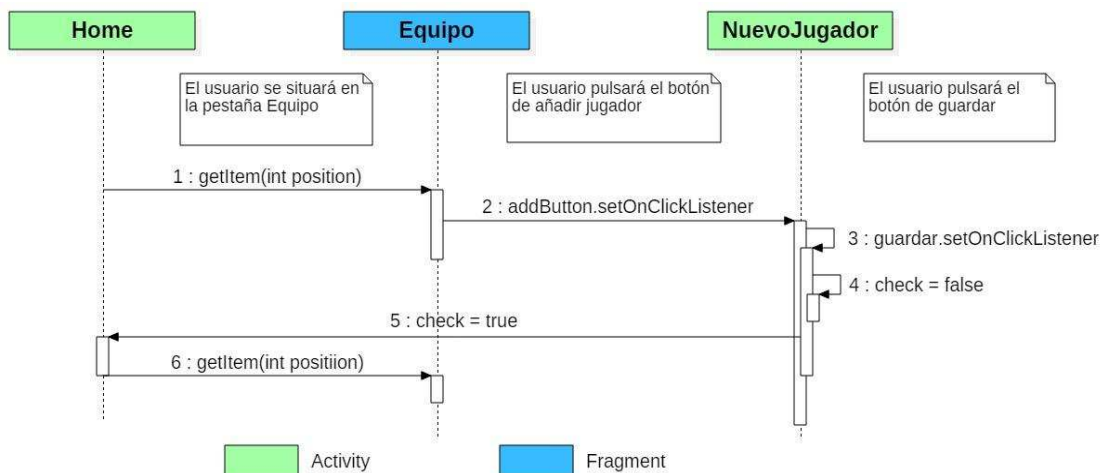 Home
Equipo
NuevoJugador
El usuario se situará en
la pestaña Equipo
El usuario pulsará el botón
de añadir jugador
El usuario pulsará el
botón de guardar
1 : getItem(int position)
2 : addButton.setOnClickListener
3 : guardar.setOnClickListener
4 : check = false
5 : check = true
6 : getItem(int positiion)
Activity
Fragment